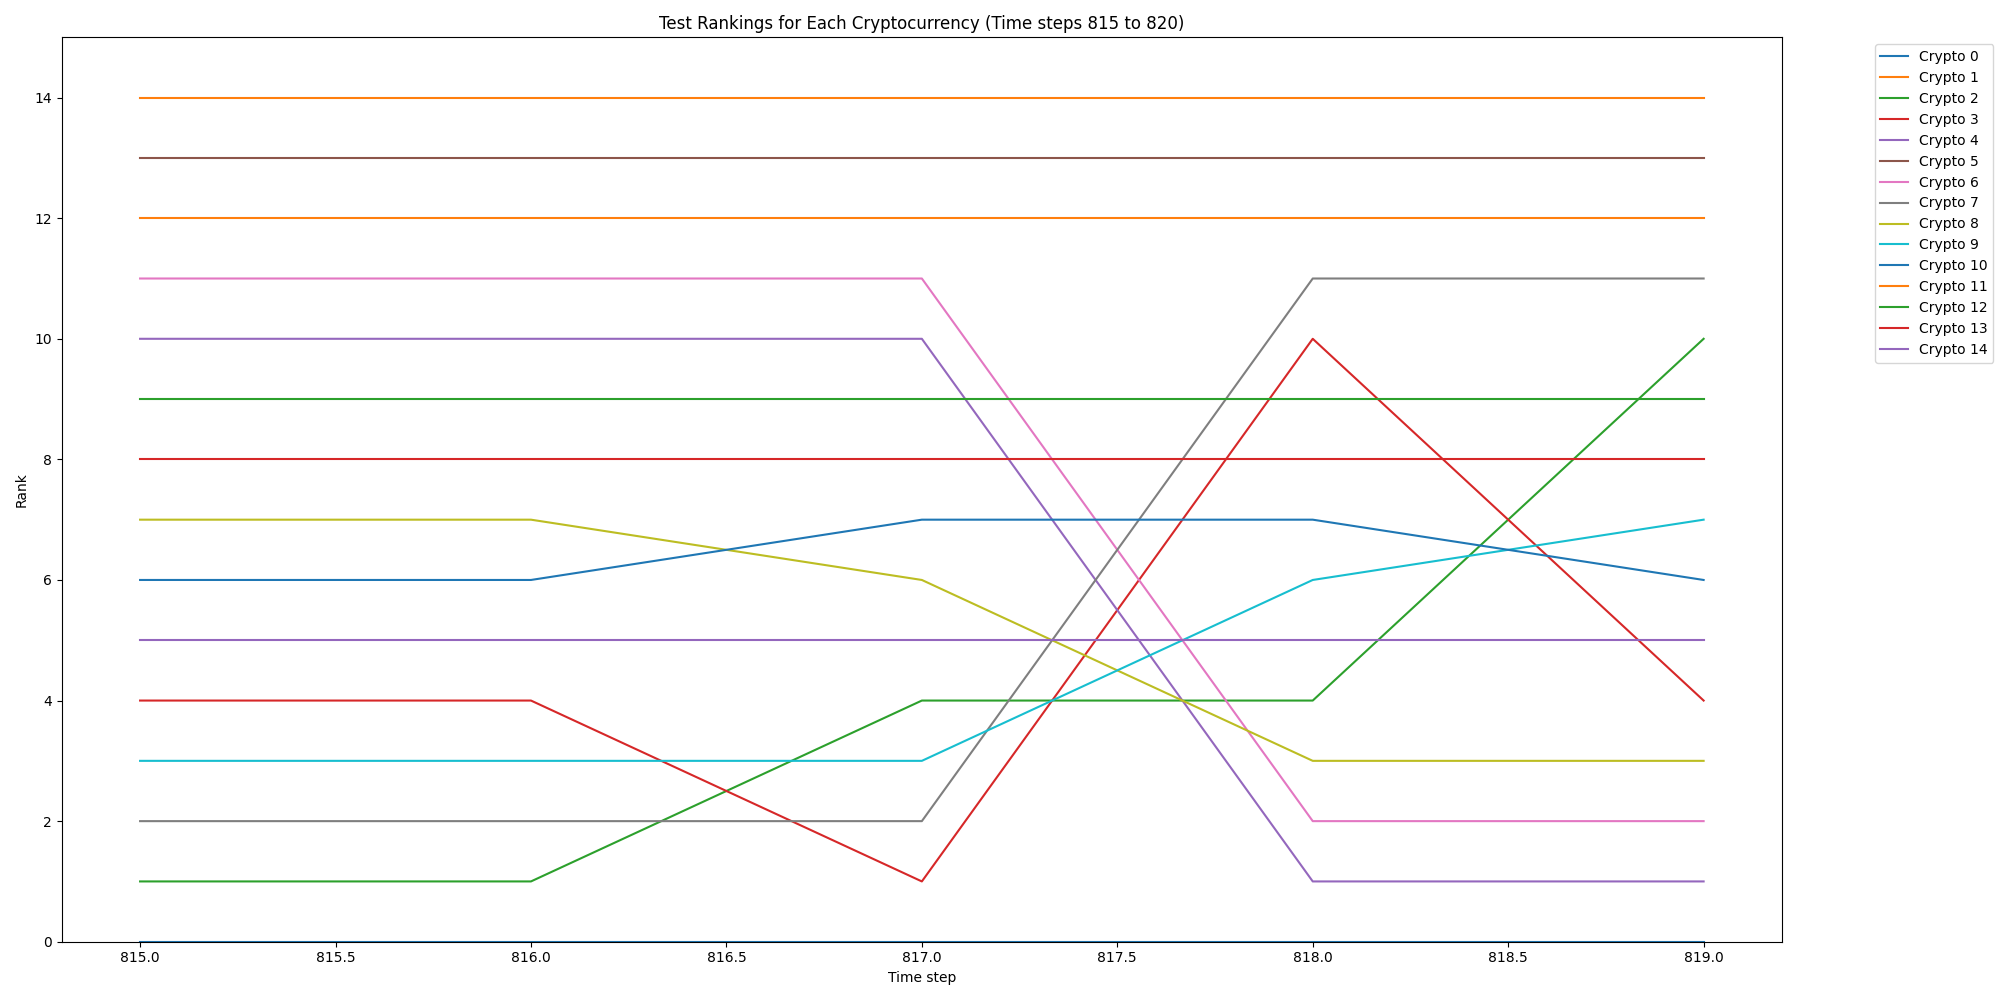 Test Rankings for Each Cryptocurrency (Time steps 815 to 820)
Crypto 0
Crypto 1
Crypto 2
Crypto 3
Crypto 4
Crypto 5
Crypto 6
Crypto 7
Crypto 8
Crypto 9
Crypto 10
Crypto 11
Crypto 12
Crypto 13
Crypto 14
14
12
10
8
6
4
2
0
Rank
815.0 815.5 816.0 816.5 817.0 817.5 818.0 818.5 819.0
Time step